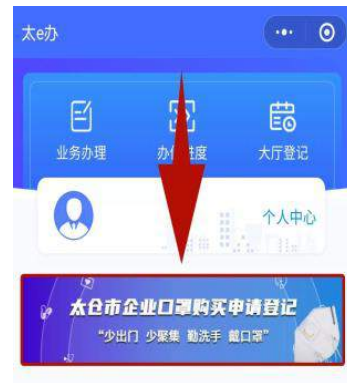 太e办
业务办理 办 进度 大厅登记
个人中心
太仓市企业口罩购买申请登记
“少出门 少聚集 勤洗手 戴口罩”